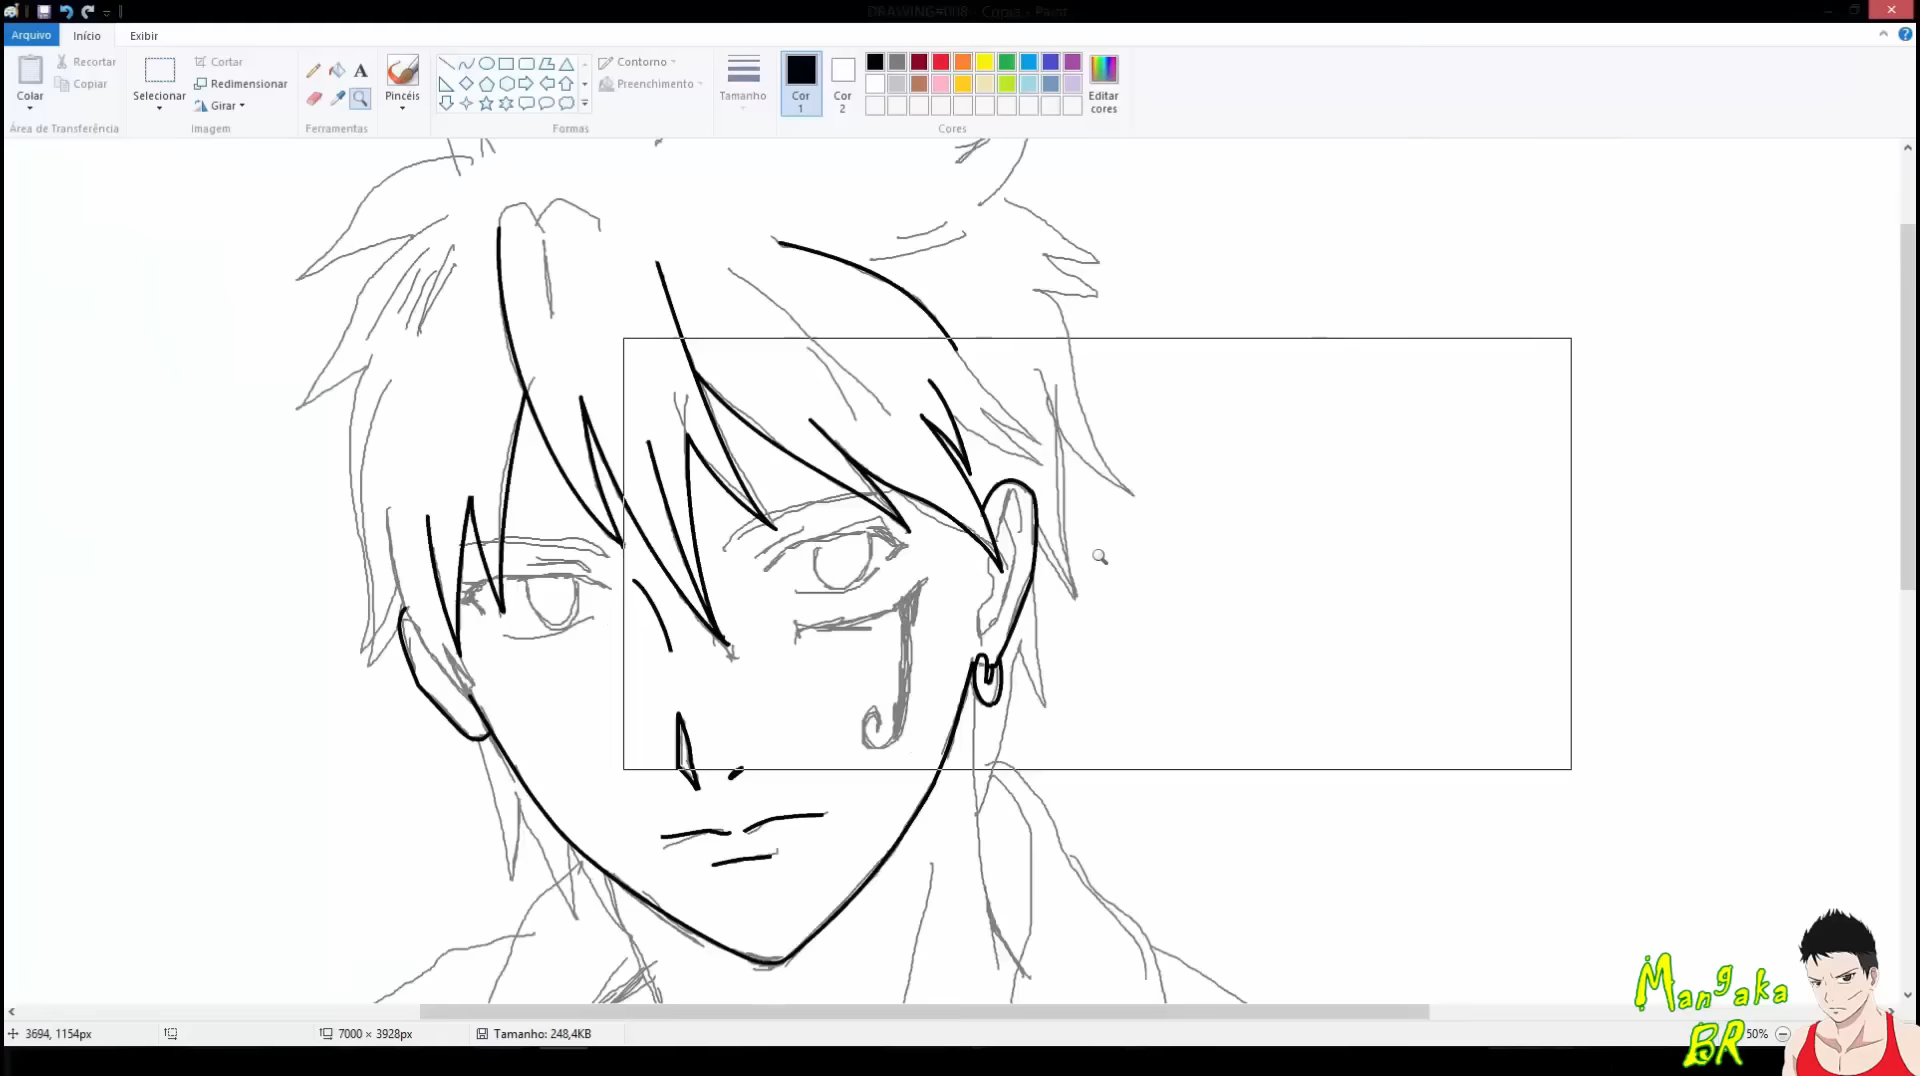 DRAWING#008 - Copia - Paint
Arquivo Início Exibir
Colar
Recortar
Copiar
Área de Transferência
Selecionar
Cortar
Redimensionar
Girar
Imagem
A
Ferramentas
Pincéis
Contorno
Preenchimento
Formas
Tamanho
Cor
1
Cor
2
Editar
cores
Cores
3694, 1154px
7000 × 3928px
Tamanho: 248,4KB
50%
Mangaka
BR